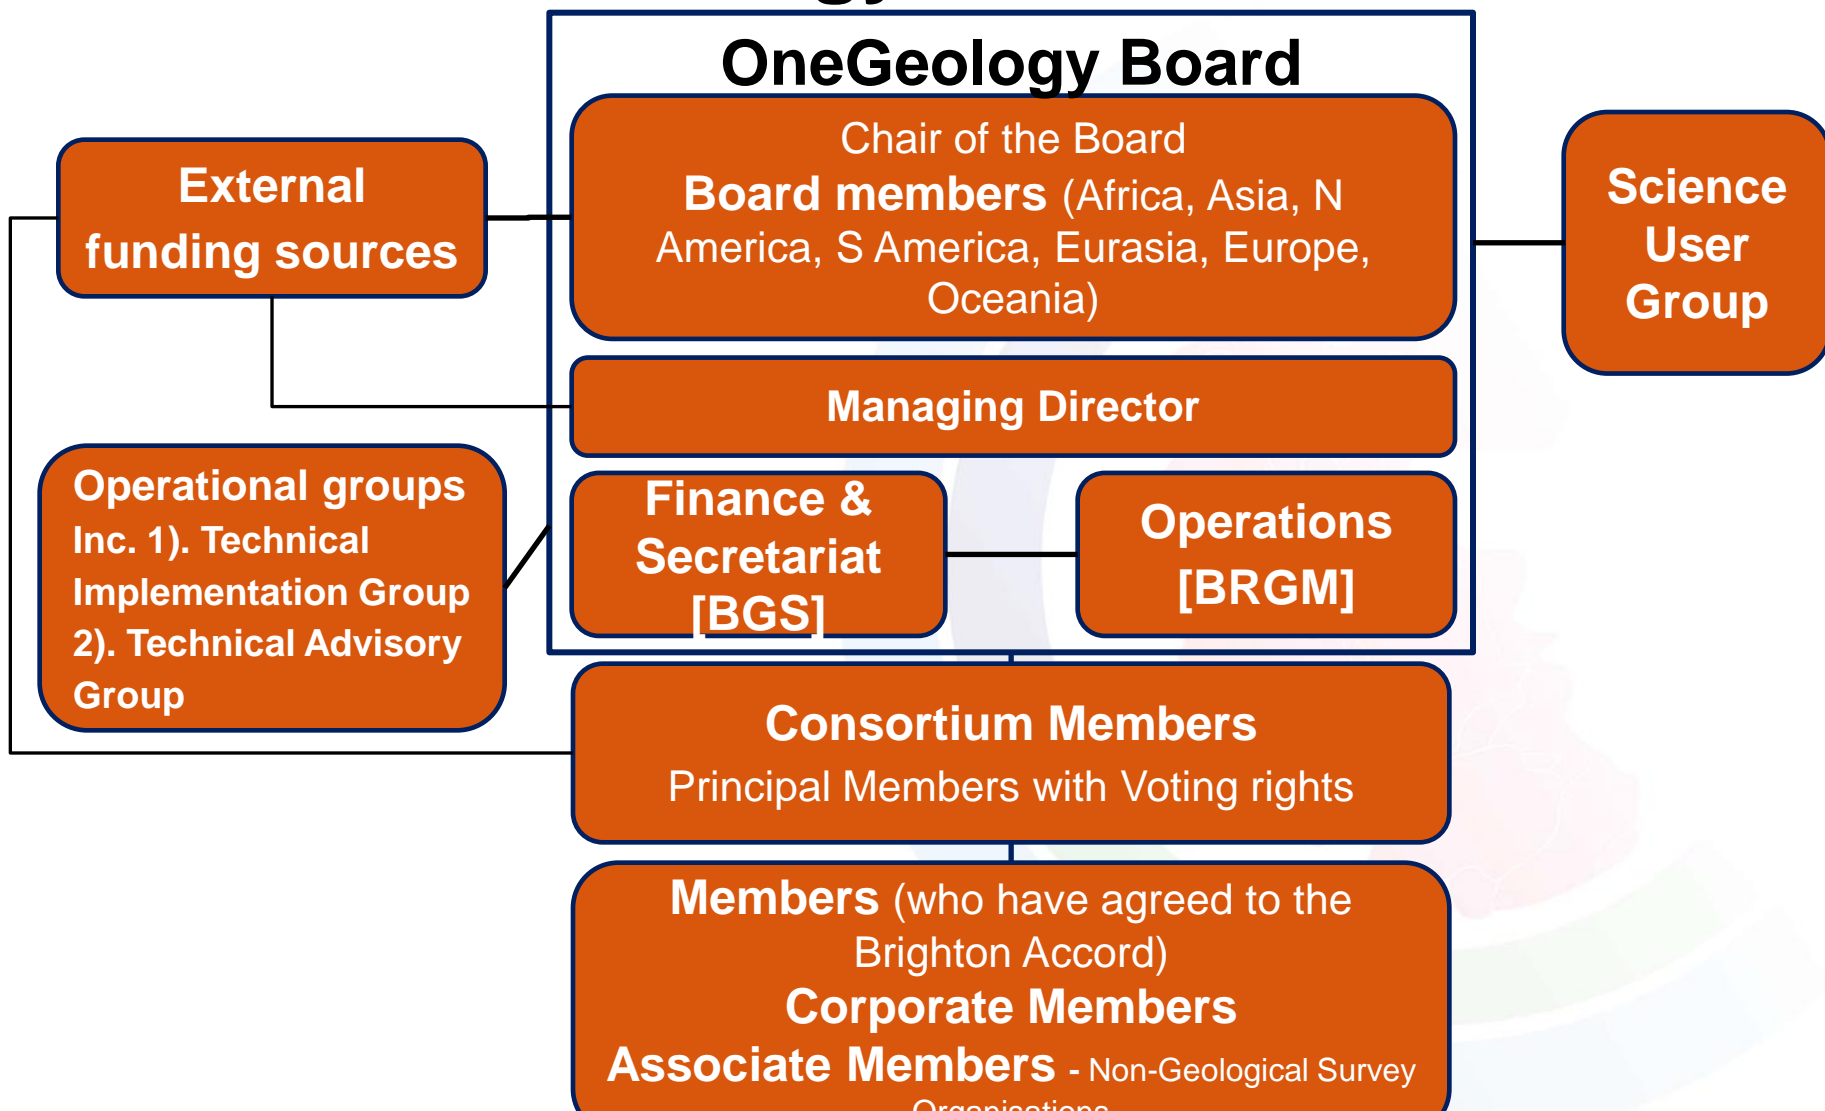 OneGeology Board
Chair of the Board
Board members (Africa, Asia, N
America, S America, Eurasia, Europe,
Oceania)
External
funding sources
Science
User
Group
Managing Director
Operational groups
Inc. 1). Technical
Implementation Group
2). Technical Advisory
Group
Finance &
Secretariat
[BGS]
Operations
[BRGM]
Consortium Members
Principal Members with Voting rights
Members (who have agreed to the
Brighton Accord)
Corporate Members
Associate Members - Non-Geological Survey
Organisations